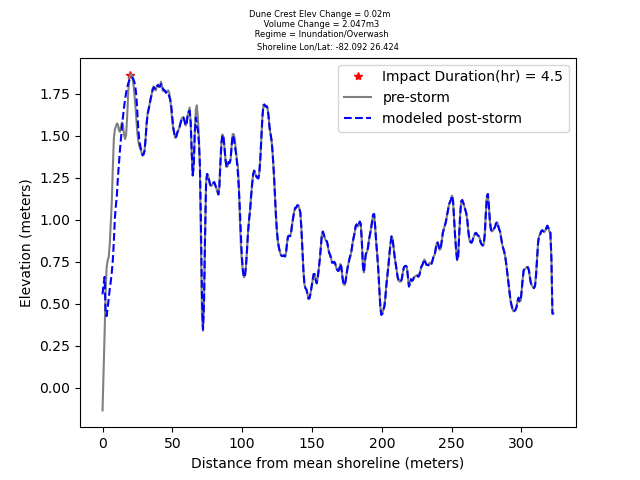 Dune Crest Elev Change = 0.02m
Volume Change = 2.047m3
Regime = Inundation/Overwash
Shoreline Lon/Lat: -82.092 26.424
Impact Duration(hr) = 4.5
pre-storm
modeled post-storm
Elevation (meters)
1.75
1.50
1.25
1.00
0.75
0.50
0.25
0.00
0 50 100 150 200 250 300
Distance from mean shoreline (meters)